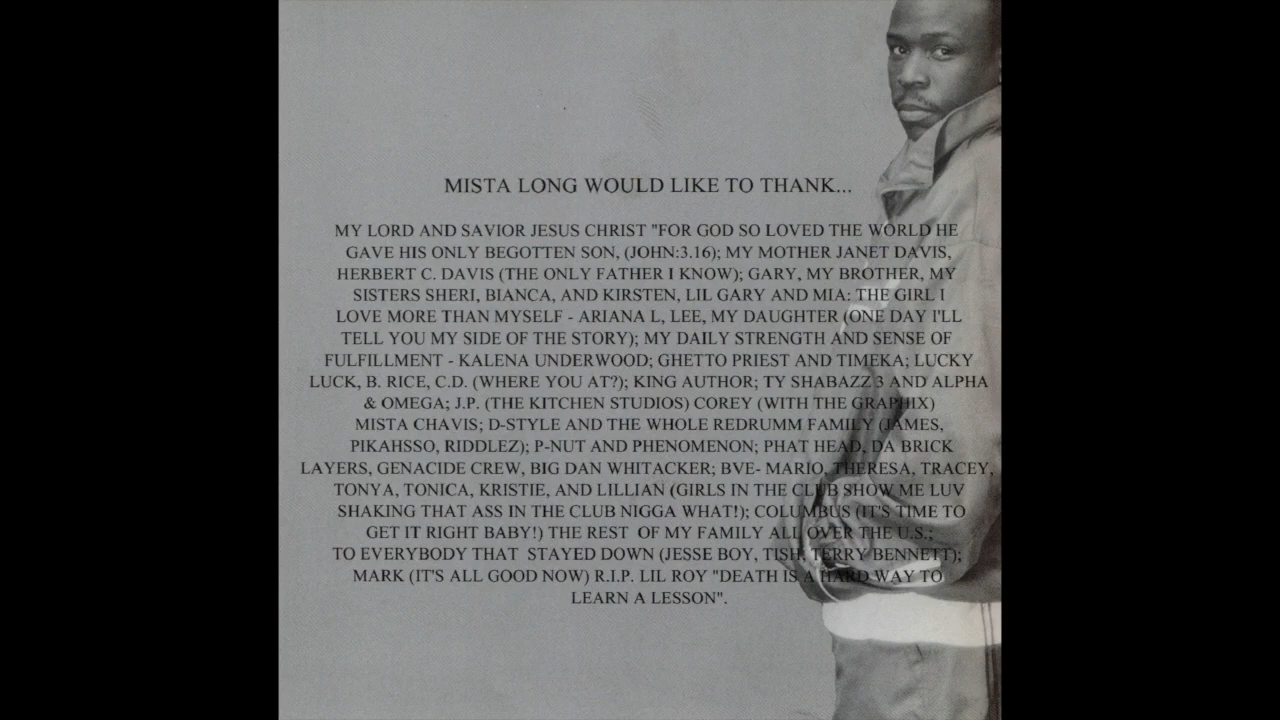 MISTA LONG WOULD LIKE TO THANK...
MY LORD AND SAVIOR JESUS CHRIST "FOR GOD SO LOVED THE WORLD HE
GAVE HIS ONLY BEGOTTEN SON, (JOHN:3.16); MY MOTHER JANET DAVIS,
HERBERT C. DAVIS (THE ONLY FATHER I KNOW); GARY, MY BROTHER, MY
SISTERS SHERI, BIANCA, AND KIRSTEN, LIL GARY AND MIA: THE GIRL I
LOVE MORE THAN MYSELF - ARIANA L, LEE, MY DAUGHTER (ONE DAY I'LL
TELL YOU MY SIDE OF THE STORY); MY DAILY STRENGTH AND SENSE OF
FULFILLMENT - KALENA UNDERWOOD; GHETTO PRIEST AND TIMEKA; LUCKY
LUCK, B. RICE, C.D. (WHERE YOU AT?); KING AUTHOR; TY SHABAZZ 3 AND ALPHA
& OMEGA; J.P. (THE KITCHEN STUDIOS) COREY (WITH THE GRAPHIX)
MISTA CHAVIS; D-STYLE AND THE WHOLE REDRUMM FAMILY (JAMES,
PIKAHSSO, RIDDLEZ); P-NUT AND PHENOMENON; PHAT HEAD, DA BRICK
LAYERS, GENACIDE CREW, BIG DAN WHITACKER; BVE- MARIO, THERESA, TRACEY,
TONYA, TONICA, KRISTIE, AND LILLIAN (GIRLS IN THE CLUB SHOW ME LUV
SHAKING THAT ASS IN THE CLUB NIGGA WHAT!); COLUMBUS (IT'S TIME TO
GET IT RIGHT BABY!) THE REST OF MY FAMILY ALL OVER THE U.S.;
TO EVERYBODY THAT STAYED DOWN (JESSE BOY, TISH, TERRY BENNETT);
MARK (IT'S ALL GOOD NOW) R.I.P. LIL ROY "DEATH IS A HARD WAY TO
LEARN A LESSON".